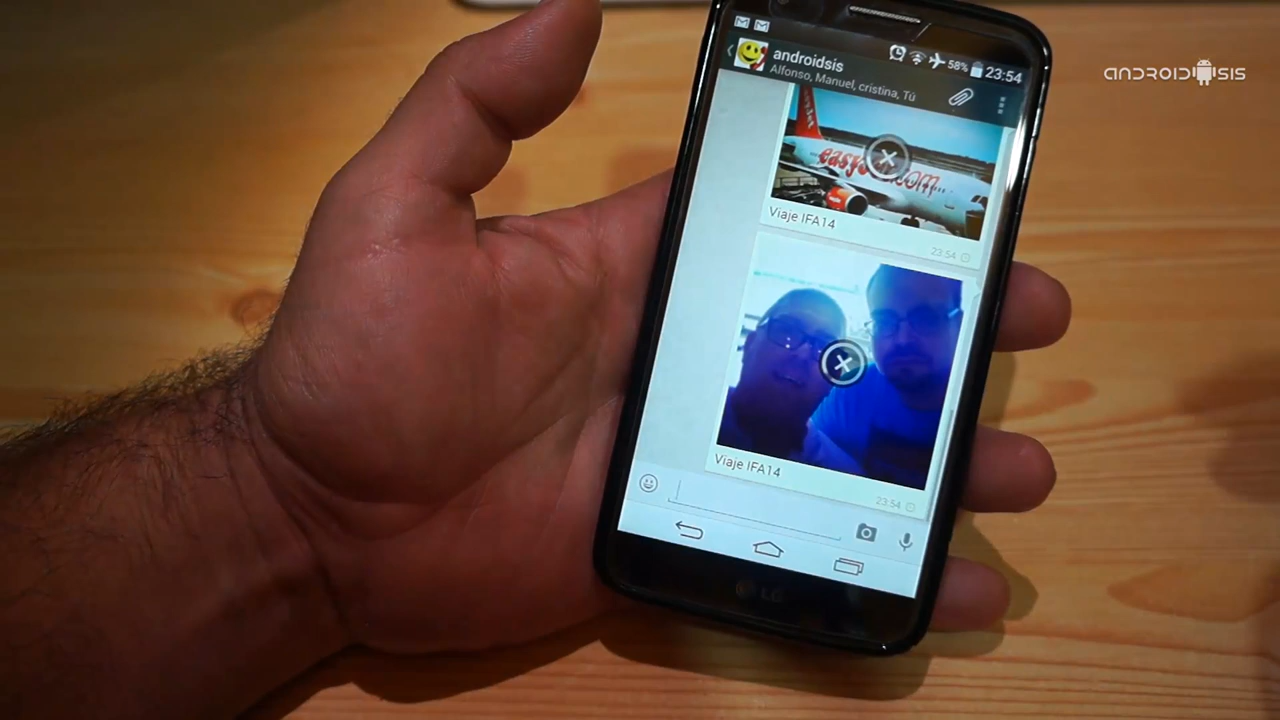 ANDROIDSIS
58%
23:54
androidsis
Alfonso, Manuel, cristina, Tú
easyJet.com
Viaje IFA14
23:54
Viaje IFA14
23:54
LG